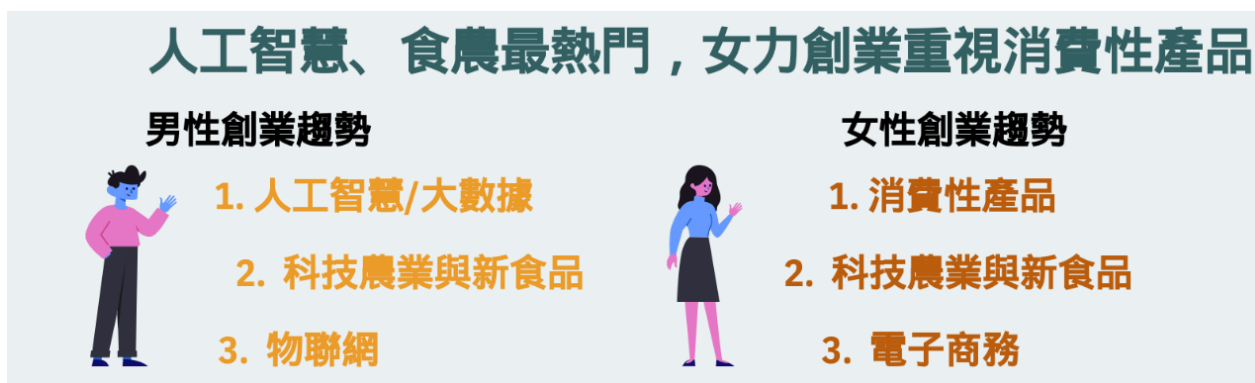 人工智慧、食農最熱門，女力創業重視消費性產品
男性創業趨勢
1. 人工智慧/大數據
2. 科技農業與新食品
3. 物聯網
女性創業趨勢
1. 消費性產品
2. 科技農業與新食品
3. 電子商務